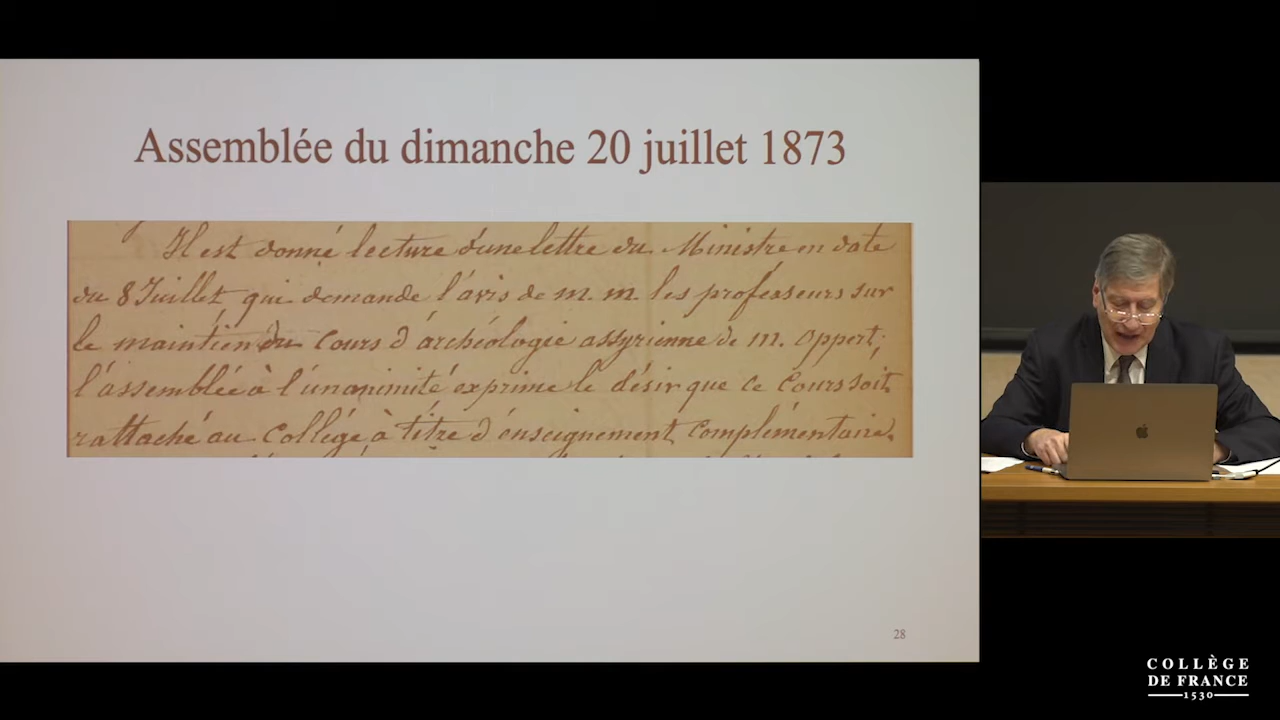 Assemblée du dimanche 20 juillet 1873
Il est donné lecture d'une lettre du Ministre en date
du 8 Juillet qui demande l'avis de m. m. les professeurs sur
le maintien du Cours d'archéologie assyrienne de m. Oppert;
l'assemblée à l'unanimité exprime le désir que ce Cours soit
rattaché au Collége à titre d'enseignement complémentaire.
28
COLLÈGE
DE FRANCE
1530